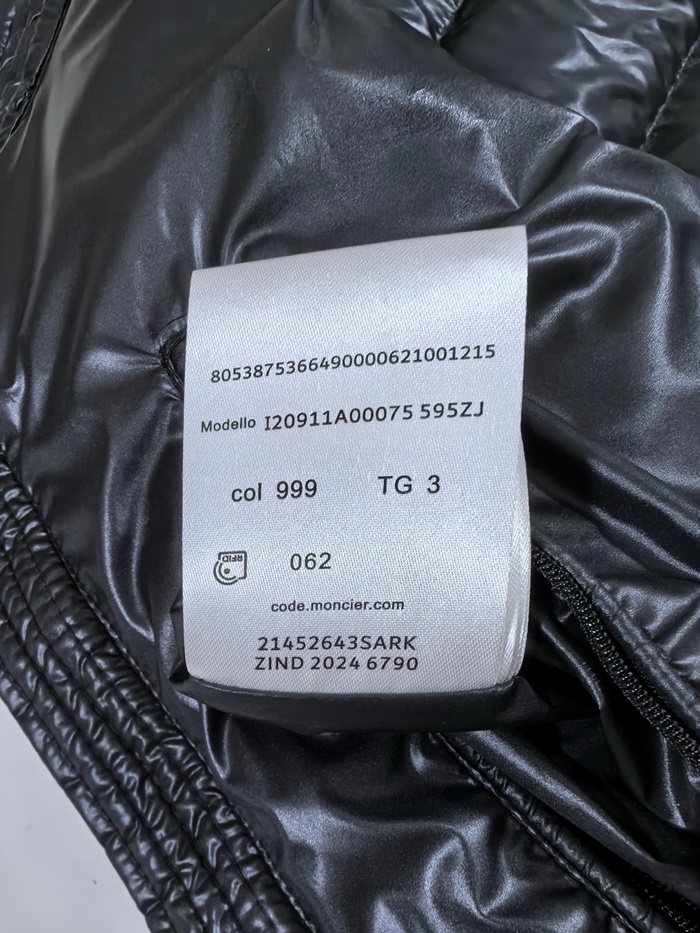 8053875366490000621001215
Modello I20911A00075 595ZJ
col 999 TG 3
RFID 062
code.moncier.com
21452643SARK
ZIND 2024 6790